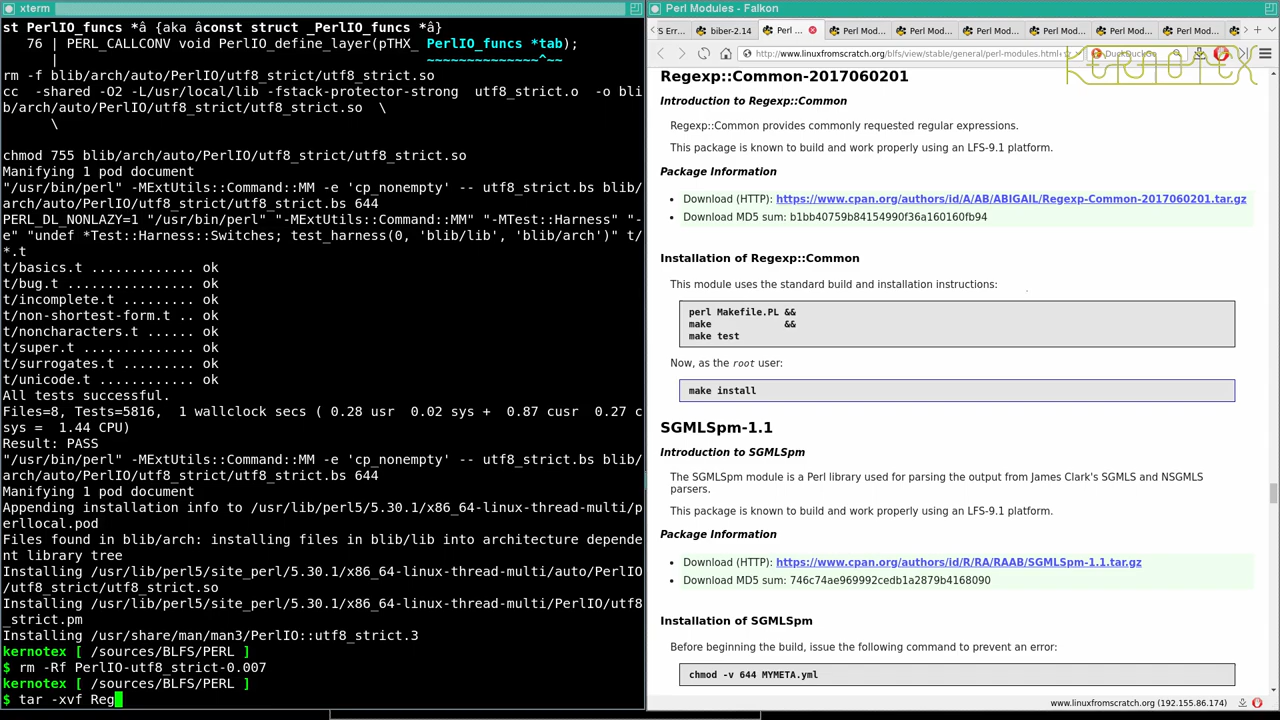 xterm
st PerlIO_funcs *â {aka âconst struct _PerlIO_funcs *â}
76 | PERL_CALLCONV void PerlIO_define_layer(pTHX_ PerlIO_funcs *tab);
| ~~~~~~~~~~~~~~^~~
rm -f blib/arch/auto/PerlIO/utf8_strict/utf8_strict.so
cc -shared -O2 -L/usr/local/lib -fstack-protector-strong utf8_strict.o -o bli
b/arch/auto/PerlIO/utf8_strict/utf8_strict.so \
\
chmod 755 blib/arch/auto/PerlIO/utf8_strict/utf8_strict.so
Manifying 1 pod document
"/usr/bin/perl" -MExtUtils::Command::MM -e 'cp_nonempty' -- utf8_strict.bs blib/
arch/auto/PerlIO/utf8_strict/utf8_strict.bs 644
PERL_DL_NONLAZY=1 "/usr/bin/perl" "-MExtUtils::Command::MM" "-MTest::Harness" "-
e" "undef *Test::Harness::Switches; test_harness(0, 'blib/lib', 'blib/arch')" t/
*.t
t/basics.t ............. ok
t/bug.t ................ ok
t/incomplete.t ......... ok
t/non-shortest-form.t .. ok
t/noncharacters.t ...... ok
t/super.t .............. ok
t/surrogates.t ......... ok
t/unicode.t ............ ok
All tests successful.
Files=8, Tests=5816, 1 wallclock secs ( 0.28 usr 0.02 sys + 0.87 cusr 0.27 c
sys = 1.44 CPU)
Result: PASS
"/usr/bin/perl" -MExtUtils::Command::MM -e 'cp_nonempty' -- utf8_strict.bs blib/
arch/auto/PerlIO/utf8_strict/utf8_strict.bs 644
Manifying 1 pod document
Appending installation info to /usr/lib/perl5/5.30.1/x86_64-linux-thread-multi/p
erllocal.pod
Files found in blib/arch: installing files in blib/lib into architecture depende
nt library tree
Installing /usr/lib/perl5/site_perl/5.30.1/x86_64-linux-thread-multi/auto/PerlIO
/utf8_strict/utf8_strict.so
Installing /usr/lib/perl5/site_perl/5.30.1/x86_64-linux-thread-multi/PerlIO/utf8
_strict.pm
Installing /usr/share/man/man3/PerlIO::utf8_strict.3
kernotex [ /sources/BLFS/PERL ]
$ rm -Rf PerlIO-utf8_strict-0.007
kernotex [ /sources/BLFS/PERL ]
$ tar -xvf Reg
Perl Modules - Falkon
S Err... biber-2.14 Perl ... Perl Mod... Perl Mod... Perl Mod... Perl Mod... Perl Mod...
http://www.linuxfromscratch.org/blfs/view/stable/general/perl-modules.html DuckDuckGo
KERNOTEX
Regexp::Common-2017060201
Introduction to Regexp::Common
Regexp::Common provides commonly requested regular expressions.
This package is known to build and work properly using an LFS-9.1 platform.
Package Information
• Download (HTTP): https://www.cpan.org/authors/id/A/AB/ABIGAIL/Regexp-Common-2017060201.tar.gz
• Download MD5 sum: b1bb40759b84154990f36a160160fb94
Installation of Regexp::Common
This module uses the standard build and installation instructions:
perl Makefile.PL &&
make &&
make test
Now, as the root user:
make install
SGMLSpm-1.1
Introduction to SGMLSpm
The SGMLSpm module is a Perl library used for parsing the output from James Clark's SGMLS and NSGMLS
parsers.
This package is known to build and work properly using an LFS-9.1 platform.
Package Information
• Download (HTTP): https://www.cpan.org/authors/id/R/RA/RAAB/SGMLSpm-1.1.tar.gz
• Download MD5 sum: 746c74ae969992cedb1a2879b4168090
Installation of SGMLSpm
Before beginning the build, issue the following command to prevent an error:
chmod -v 644 MYMETA.yml
www.linuxfromscratch.org (192.155.86.174)